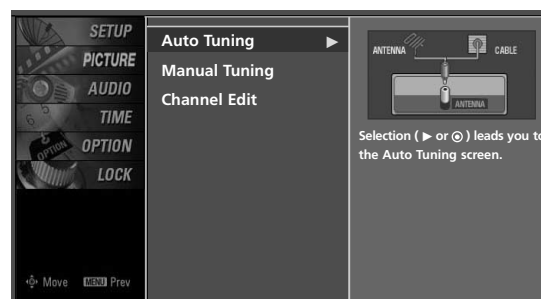 SETUP
PICTURE
AUDIO
TIME
OPTION
LOCK
Move MENU Prev
Auto Tuning ▶
Manual Tuning
Channel Edit
ANTENNA
CABLE
ANTENNA
Selection ( ▶ or ⊙ ) leads you to
the Auto Tuning screen.